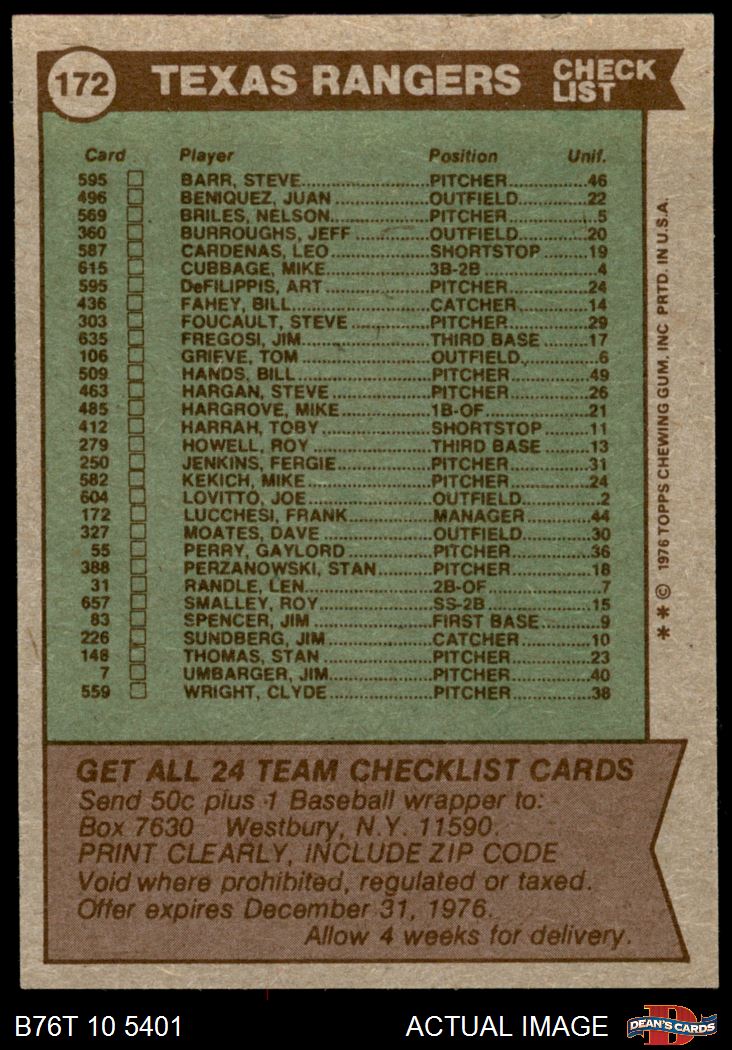 172 TEXAS RANGERS CHECK LIST
Card Player Position Unif.
595 BARR, STEVE PITCHER 46
496 BENIQUEZ, JUAN OUTFIELD 22
569 BRILES, NELSON PITCHER 5
360 BURROUGHS, JEFF OUTFIELD 20
587 CARDENAS, LEO SHORTSTOP 19
615 CUBBAGE, MIKE 3B-2B 4
595 DeFILIPPIS, ART PITCHER 24
436 FAHEY, BILL CATCHER 14
303 FOUCAULT, STEVE PITCHER 29
635 FREGOSI, JIM THIRD BASE 17
106 GRIEVE, TOM OUTFIELD 6
509 HANDS, BILL PITCHER 49
463 HARGAN, STEVE PITCHER 26
485 HARGROVE, MIKE 1B-OF 21
412 HARRAH, TOBY SHORTSTOP 11
279 HOWELL, ROY THIRD BASE 13
250 JENKINS, FERGIE PITCHER 31
582 KEKICH, MIKE PITCHER 24
604 LOVITTO, JOE OUTFIELD 2
172 LUCCHESI, FRANK MANAGER 44
327 MOATES, DAVE OUTFIELD 30
55 PERRY, GAYLORD PITCHER 36
388 PERZANOWSKI, STAN PITCHER 18
31 RANDLE, LEN 2B-OF 7
657 SMALLEY, ROY SS-2B 15
83 SPENCER, JIM FIRST BASE 9
226 SUNDBERG, JIM CATCHER 10
148 THOMAS, STAN PITCHER 23
7 UMBARGER, JIM PITCHER 40
559 WRIGHT, CLYDE PITCHER 38
* * © 1976 TOPPS CHEWING GUM, INC PRTD. IN U.S.A.
GET ALL 24 TEAM CHECKLIST CARDS
Send 50c plus 1 Baseball wrapper to:
Box 7630 Westbury, N.Y. 11590.
PRINT CLEARLY, INCLUDE ZIP CODE
Void where prohibited, regulated or taxed.
Offer expires December 31, 1976.
Allow 4 weeks for delivery.
B76T 10 5401 ACTUAL IMAGE DEAN'S CARDS